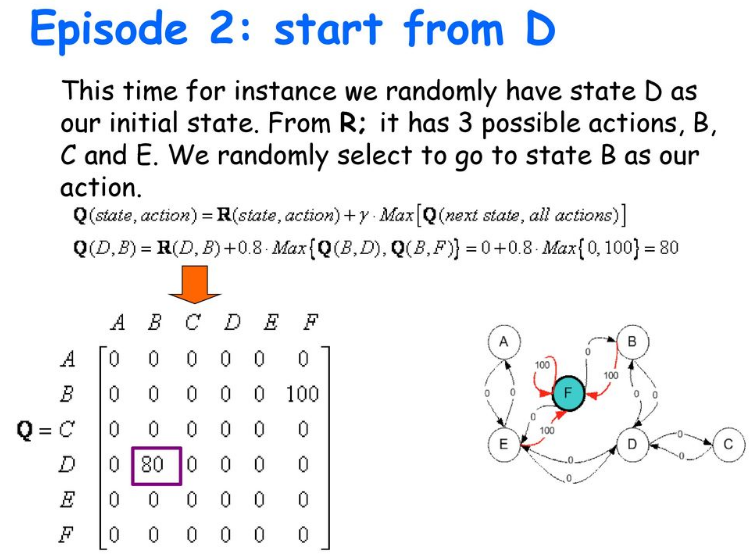 Episode 2: start from D
This time for instance we randomly have state D as
our initial state. From R; it has 3 possible actions, B,
C and E. We randomly select to go to state B as our
action.
Q(state, action) = R(state, action) + γ · Max[Q(next state, all actions)]
Q(D, B) = R(D, B) + 0.8 · Max{Q(B, D), Q(B, F)} = 0 + 0.8 · Max{0, 100} = 80
A B C D E F
A 0 0 0 0 0 0
B 0 0 0 0 0 100
Q = C 0 0 0 0 0 0
D 0 80 0 0 0 0
E 0 0 0 0 0 0
F 0 0 0 0 0 0
A
B
0
100
100
F
0
0
0
0
0
100
E
D
C
0
0
0
0